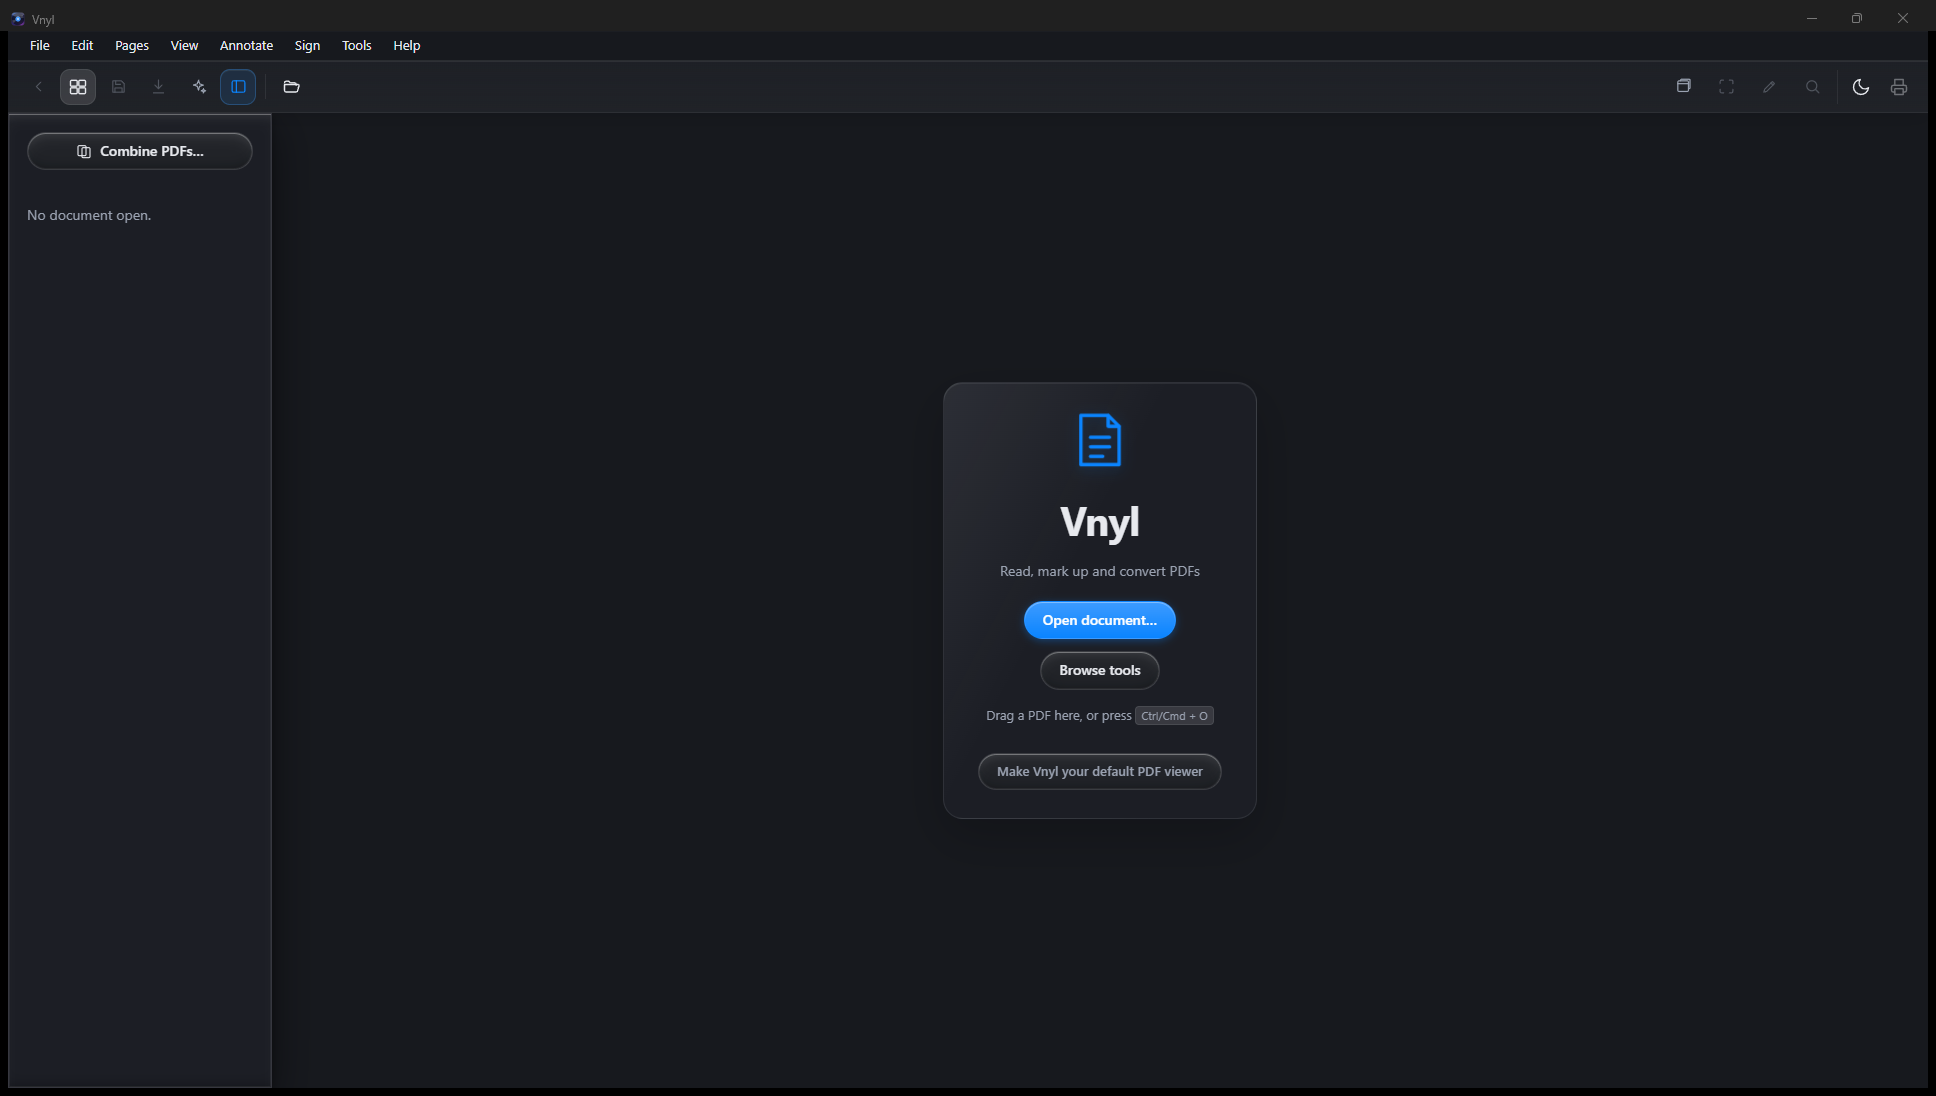 Vnyl
File Edit Pages View Annotate Sign Tools Help
Combine PDFs...
No document open.
Vnyl
Read, mark up and convert PDFs
Open document...
Browse tools
Drag a PDF here, or press Ctrl/Cmd + O
Make Vnyl your default PDF viewer